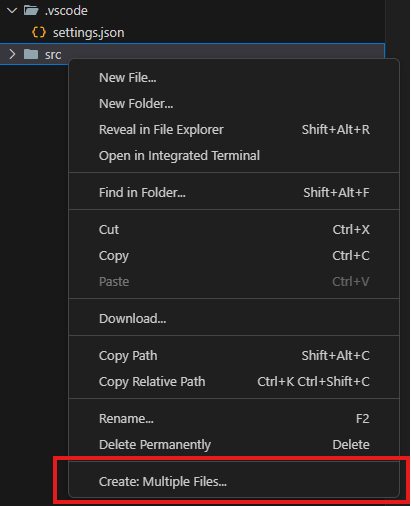 .vscode
settings.json
src
New File...
New Folder...
Reveal in File Explorer Shift+Alt+R
Open in Integrated Terminal
Find in Folder... Shift+Alt+F
Cut Ctrl+X
Copy Ctrl+C
Paste Ctrl+V
Download...
Copy Path Shift+Alt+C
Copy Relative Path Ctrl+K Ctrl+Shift+C
Rename... F2
Delete Permanently Delete
Create: Multiple Files...